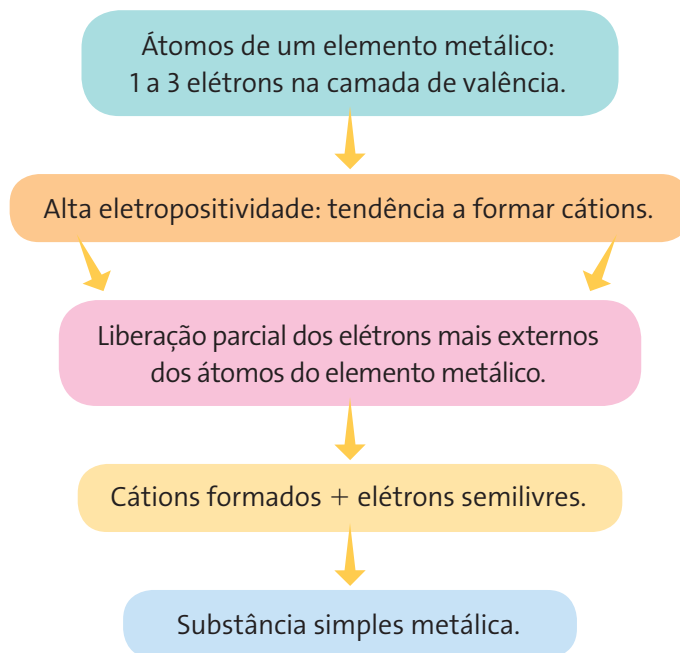 Átomos de um elemento metálico:
1 a 3 elétrons na camada de valência.
Alta eletropositividade: tendência a formar cátions.
Liberação parcial dos elétrons mais externos
dos átomos do elemento metálico.
Cátions formados + elétrons semilivres.
Substância simples metálica.